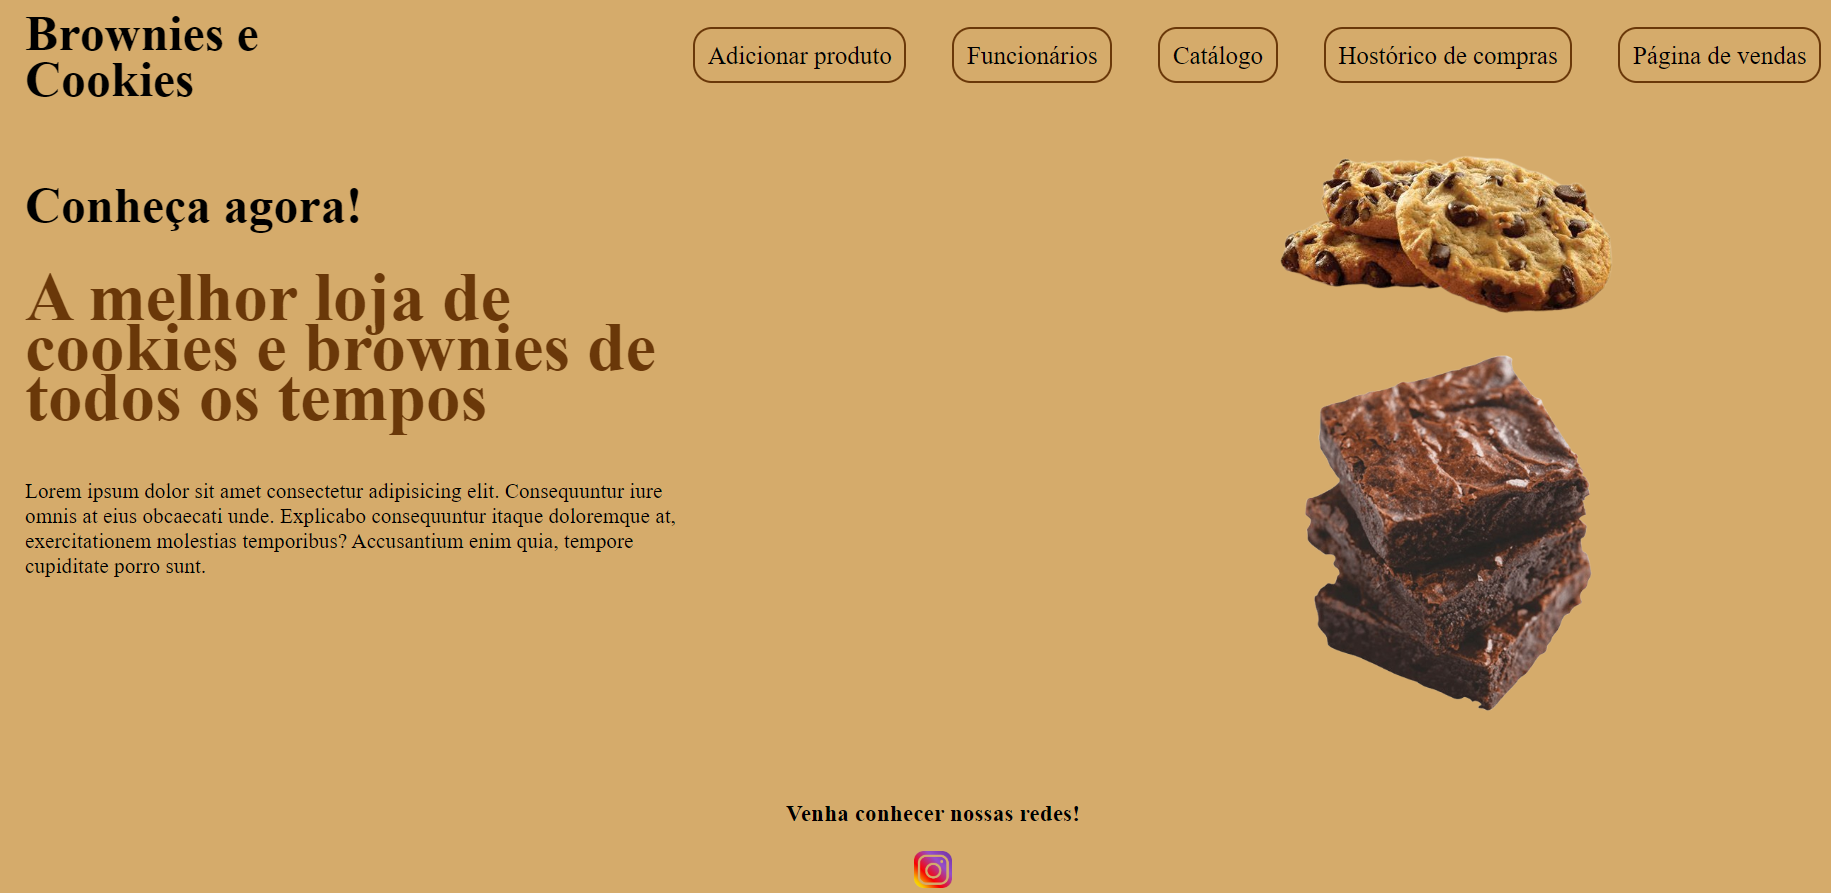 Brownies e
Cookies
Adicionar produto
Funcionários
Catálogo
Hostórico de compras
Página de vendas
Conheça agora!
A melhor loja de
cookies e brownies de
todos os tempos
Lorem ipsum dolor sit amet consectetur adipisicing elit. Consequuntur iure
omnis at eius obcaecati unde. Explicabo consequuntur itaque doloremque at,
exercitationem molestias temporibus? Accusantium enim quia, tempore
cupiditate porro sunt.
Venha conhecer nossas redes!